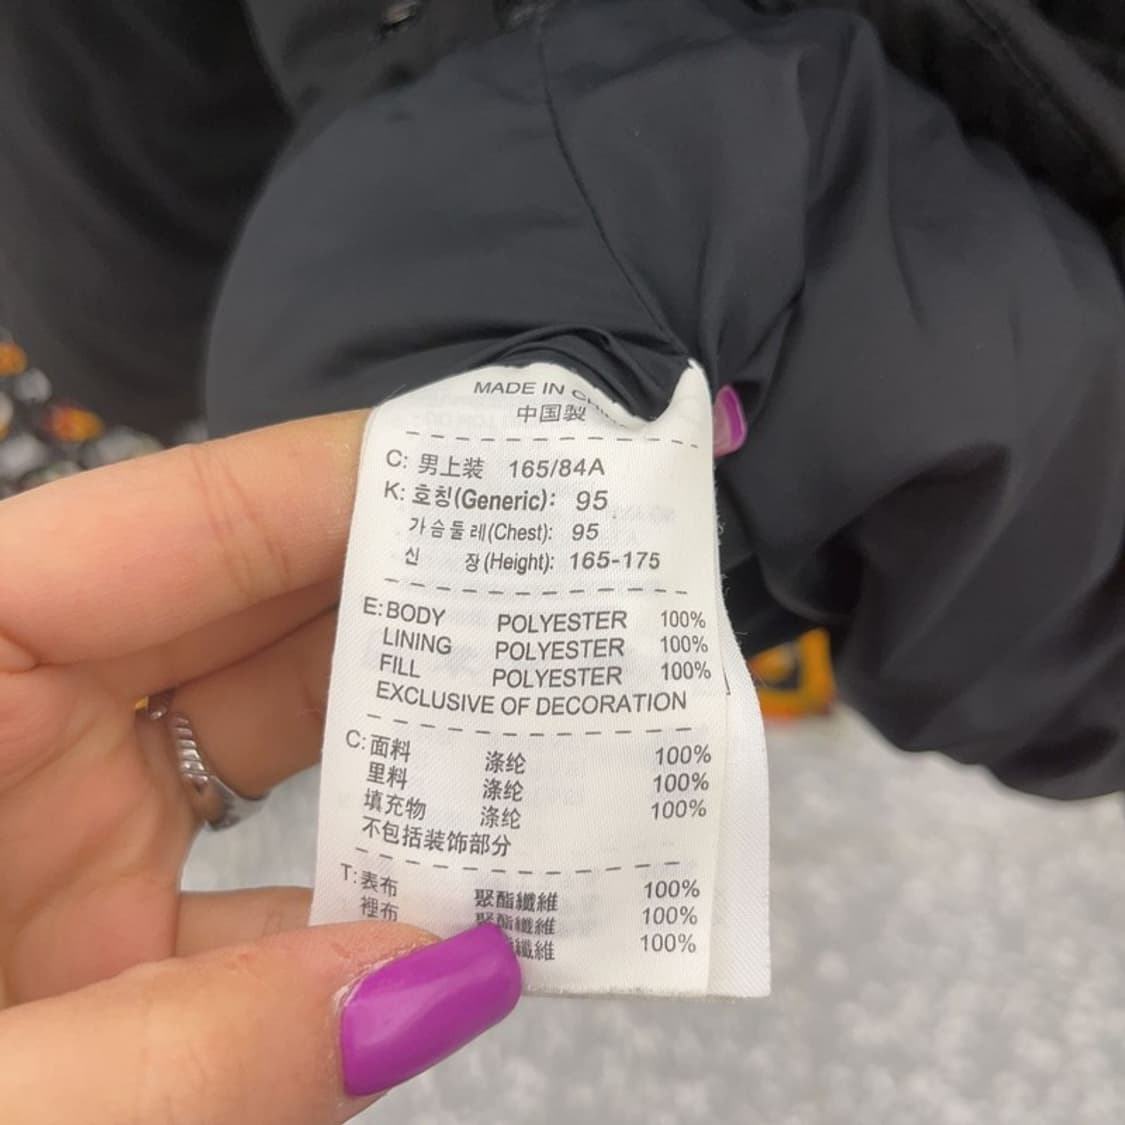 MADE IN
中国製
C: 男上装 165/84A
K: 호칭(Generic): 95
가슴둘레(Chest): 95
신 장(Height): 165-175
E: BODY POLYESTER 100%
LINING POLYESTER 100%
FILL POLYESTER 100%
EXCLUSIVE OF DECORATION
C: 面料 涤纶 100%
里料 涤纶 100%
填充物 涤纶 100%
不包括装饰部分
T: 表布 聚酯纖維 100%
裡布 聚酯纖維 100%
纖維 100%